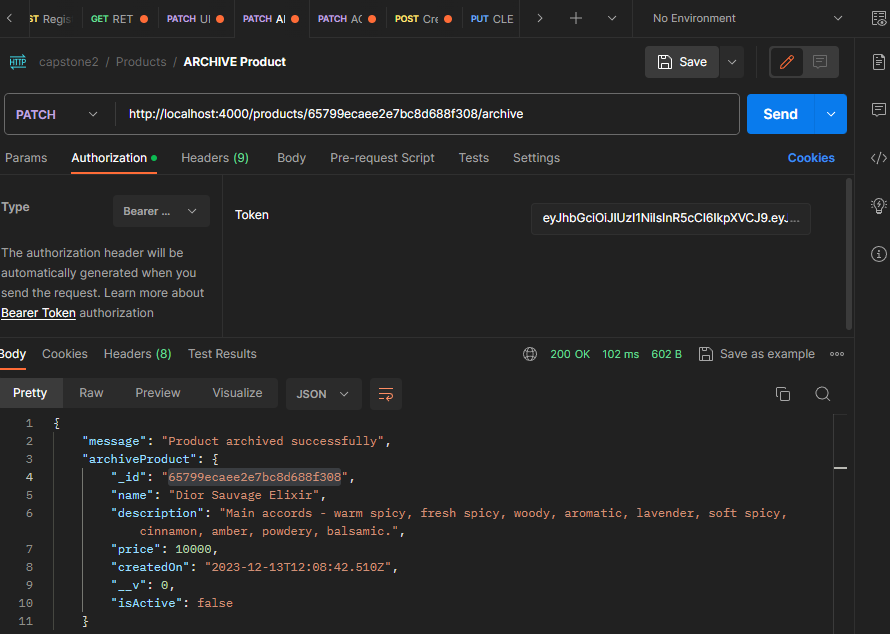 ST Regis GET RET PATCH UI PATCH AI PATCH AC POST Cre PUT CLE No Environment
HTTP capstone2 / Products / ARCHIVE Product Save
PATCH http://localhost:4000/products/65799ecaee2e7bc8d688f308/archive Send
Params Authorization Headers (9) Body Pre-request Script Tests Settings Cookies
Type Bearer ... Token eyJhbGciOiJIUzI1NiIsInR5cCI6IkpXVCJ9.eyJ...
The authorization header will be
automatically generated when you
send the request. Learn more about
Bearer Token authorization
Body Cookies Headers (8) Test Results 200 OK 102 ms 602 B Save as example
Pretty Raw Preview Visualize JSON
1 {
2 "message": "Product archived successfully",
3 "archiveProduct": {
4 "_id": "65799ecaee2e7bc8d688f308",
5 "name": "Dior Sauvage Elixir",
6 "description": "Main accords - warm spicy, fresh spicy, woody, aromatic, lavender, soft spicy,
cinnamon, amber, powdery, balsamic.",
7 "price": 10000,
8 "createdOn": "2023-12-13T12:08:42.510Z",
9 "__v": 0,
10 "isActive": false
11 }